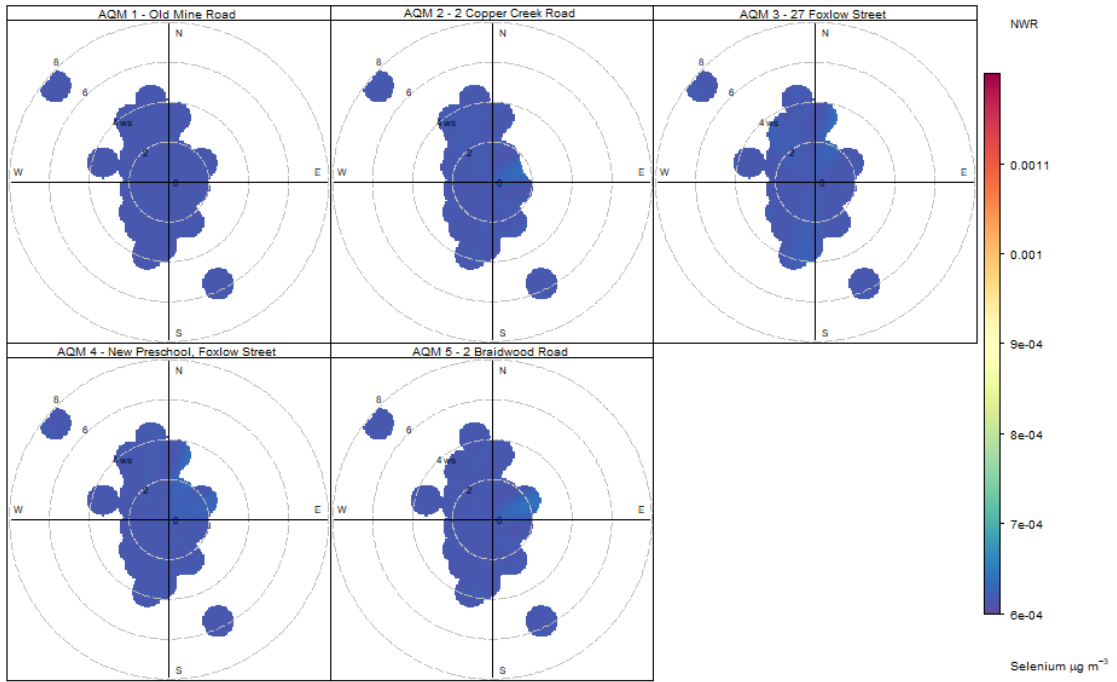 AQM 1 - Old Mine Road
AQM 2 - 2 Copper Creek Road
AQM 3 - 27 Foxlow Street
NWR
N
8
6
4 ws
2
0
W
E
S
N
8
6
4 ws
2
0
W
E
S
N
8
6
4 ws
2
0
W
E
S
0.0011
0.001
9e-04
8e-04
7e-04
6e-04
AQM 4 - New Preschool, Foxlow Street
AQM 5 - 2 Braidwood Road
N
8
6
4 ws
2
0
W
E
S
N
8
6
4 ws
2
0
W
E
S
Selenium µg m⁻³